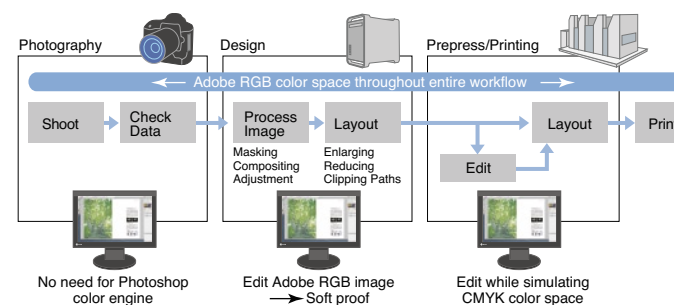 Photography
Design
Prepress/Printing
Adobe RGB color space throughout entire workflow
Shoot
Check
Data
Process
Image
Layout
Layout
Masking
Compositing
Adjustment
Enlarging
Reducing
Clipping Paths
Edit
No need for Photoshop
color engine
Edit Adobe RGB image
Soft proof
Edit while simulating
CMYK color space